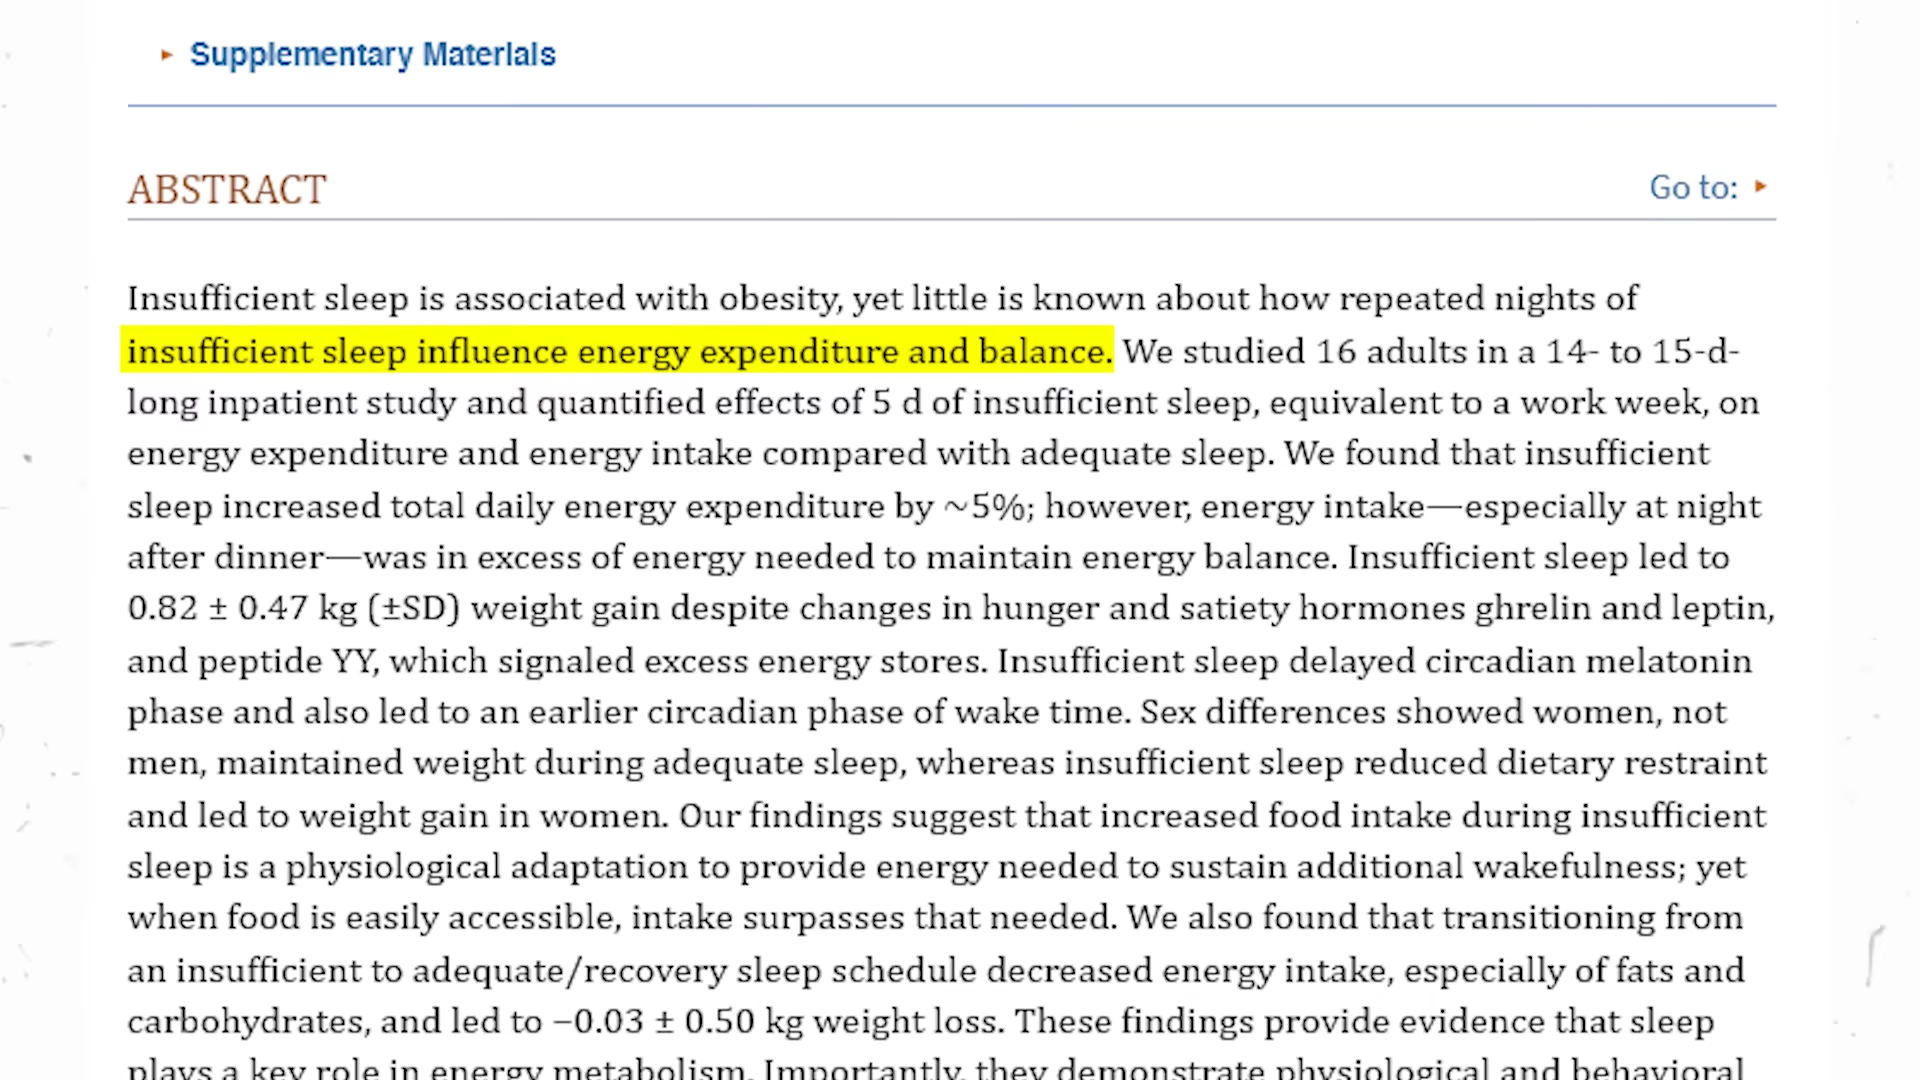 Supplementary Materials
ABSTRACT
Go to:
Insufficient sleep is associated with obesity, yet little is known about how repeated nights of
insufficient sleep influence energy expenditure and balance. We studied 16 adults in a 14- to 15-d-
long inpatient study and quantified effects of 5 d of insufficient sleep, equivalent to a work week, on
energy expenditure and energy intake compared with adequate sleep. We found that insufficient
sleep increased total daily energy expenditure by ~5%; however, energy intake—especially at night
after dinner—was in excess of energy needed to maintain energy balance. Insufficient sleep led to
0.82 ± 0.47 kg (±SD) weight gain despite changes in hunger and satiety hormones ghrelin and leptin,
and peptide YY, which signaled excess energy stores. Insufficient sleep delayed circadian melatonin
phase and also led to an earlier circadian phase of wake time. Sex differences showed women, not
men, maintained weight during adequate sleep, whereas insufficient sleep reduced dietary restraint
and led to weight gain in women. Our findings suggest that increased food intake during insufficient
sleep is a physiological adaptation to provide energy needed to sustain additional wakefulness; yet
when food is easily accessible, intake surpasses that needed. We also found that transitioning from
an insufficient to adequate/recovery sleep schedule decreased energy intake, especially of fats and
carbohydrates, and led to −0.03 ± 0.50 kg weight loss. These findings provide evidence that sleep
plays a key role in energy metabolism. Importantly, they demonstrate physiological and behavioral